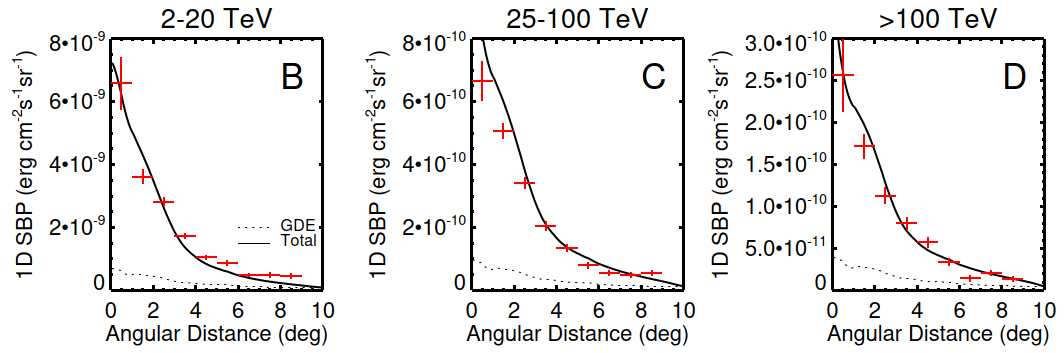 2-20 TeV
8•10⁻⁹
6•10⁻⁹
4•10⁻⁹
2•10⁻⁹
0
1D SBP (erg cm⁻²s⁻¹sr⁻¹)
B
GDE
Total
0 2 4 6 8 10
Angular Distance (deg)
25-100 TeV
8•10⁻¹⁰
6•10⁻¹⁰
4•10⁻¹⁰
2•10⁻¹⁰
0
1D SBP (erg cm⁻²s⁻¹sr⁻¹)
C
0 2 4 6 8 10
Angular Distance (deg)
>100 TeV
3.0•10⁻¹⁰
2.5•10⁻¹⁰
2.0•10⁻¹⁰
1.5•10⁻¹⁰
1.0•10⁻¹⁰
5.0•10⁻¹¹
0
1D SBP (erg cm⁻²s⁻¹sr⁻¹)
D
0 2 4 6 8 10
Angular Distance (deg)